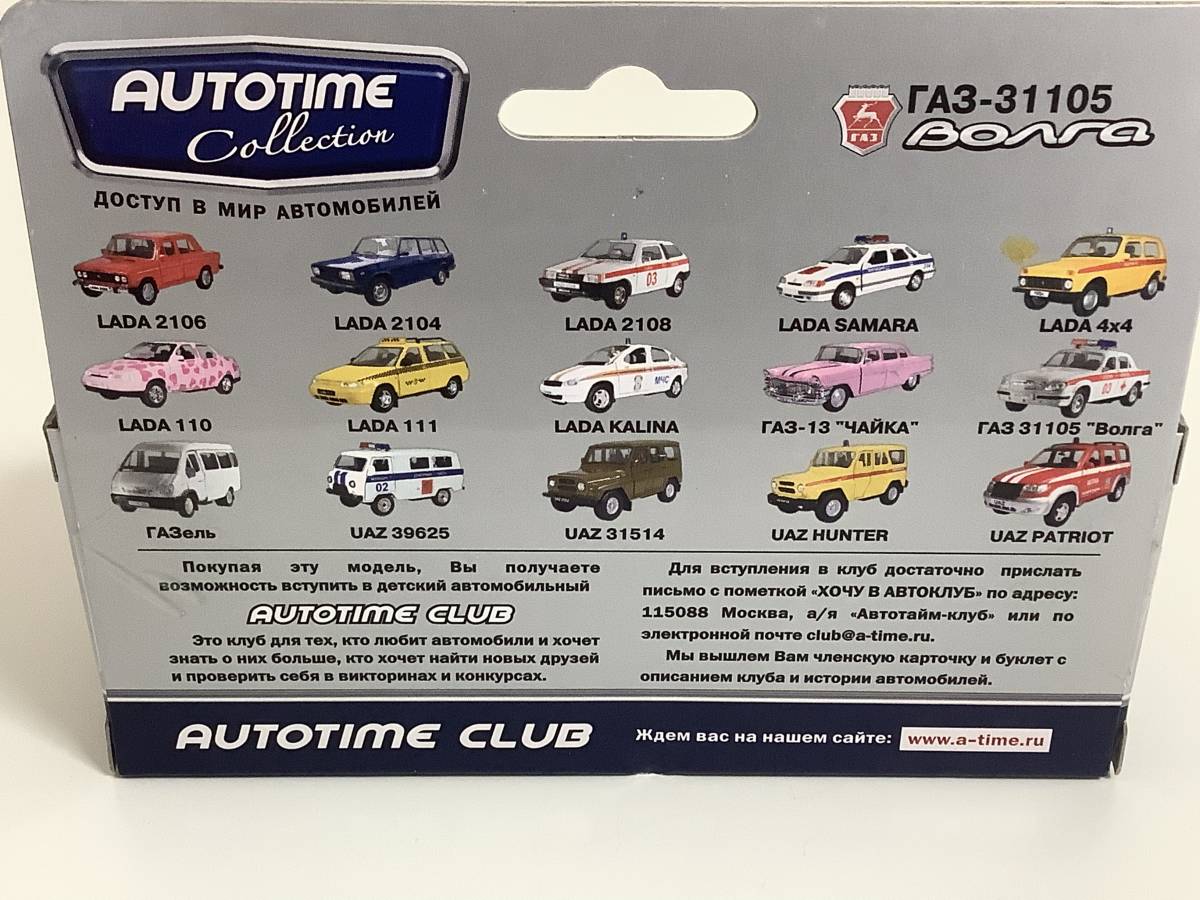 AUTOTIME
Collection
ДОСТУП В МИР АВТОМОБИЛЕЙ
ГАЗ-31105
Волга
ГАЗ
LADA 2106
LADA 2104
LADA 2108
LADA SAMARA
LADA 4x4
03
LADA 110
LADA 111
LADA KALINA
ГАЗ-13 "ЧАЙКА"
ГАЗ 31105 "Волга"
МЧС
03
ГАЗель
UAZ 39625
UAZ 31514
UAZ HUNTER
UAZ PATRIOT
02
Покупая эту модель, Вы получаете
возможность вступить в детский автомобильный
AUTOTIME CLUB
Это клуб для тех, кто любит автомобили и хочет
знать о них больше, кто хочет найти новых друзей
и проверить себя в викторинах и конкурсах.
Для вступления в клуб достаточно прислать
письмо с пометкой «ХОЧУ В АВТОКЛУБ» по адресу:
115088 Москва, а/я «Автотайм-клуб» или по
электронной почте club@a-time.ru.
Мы вышлем Вам членскую карточку и буклет с
описанием клуба и истории автомобилей.
AUTOTIME CLUB
Ждем вас на нашем сайте:
www.a-time.ru